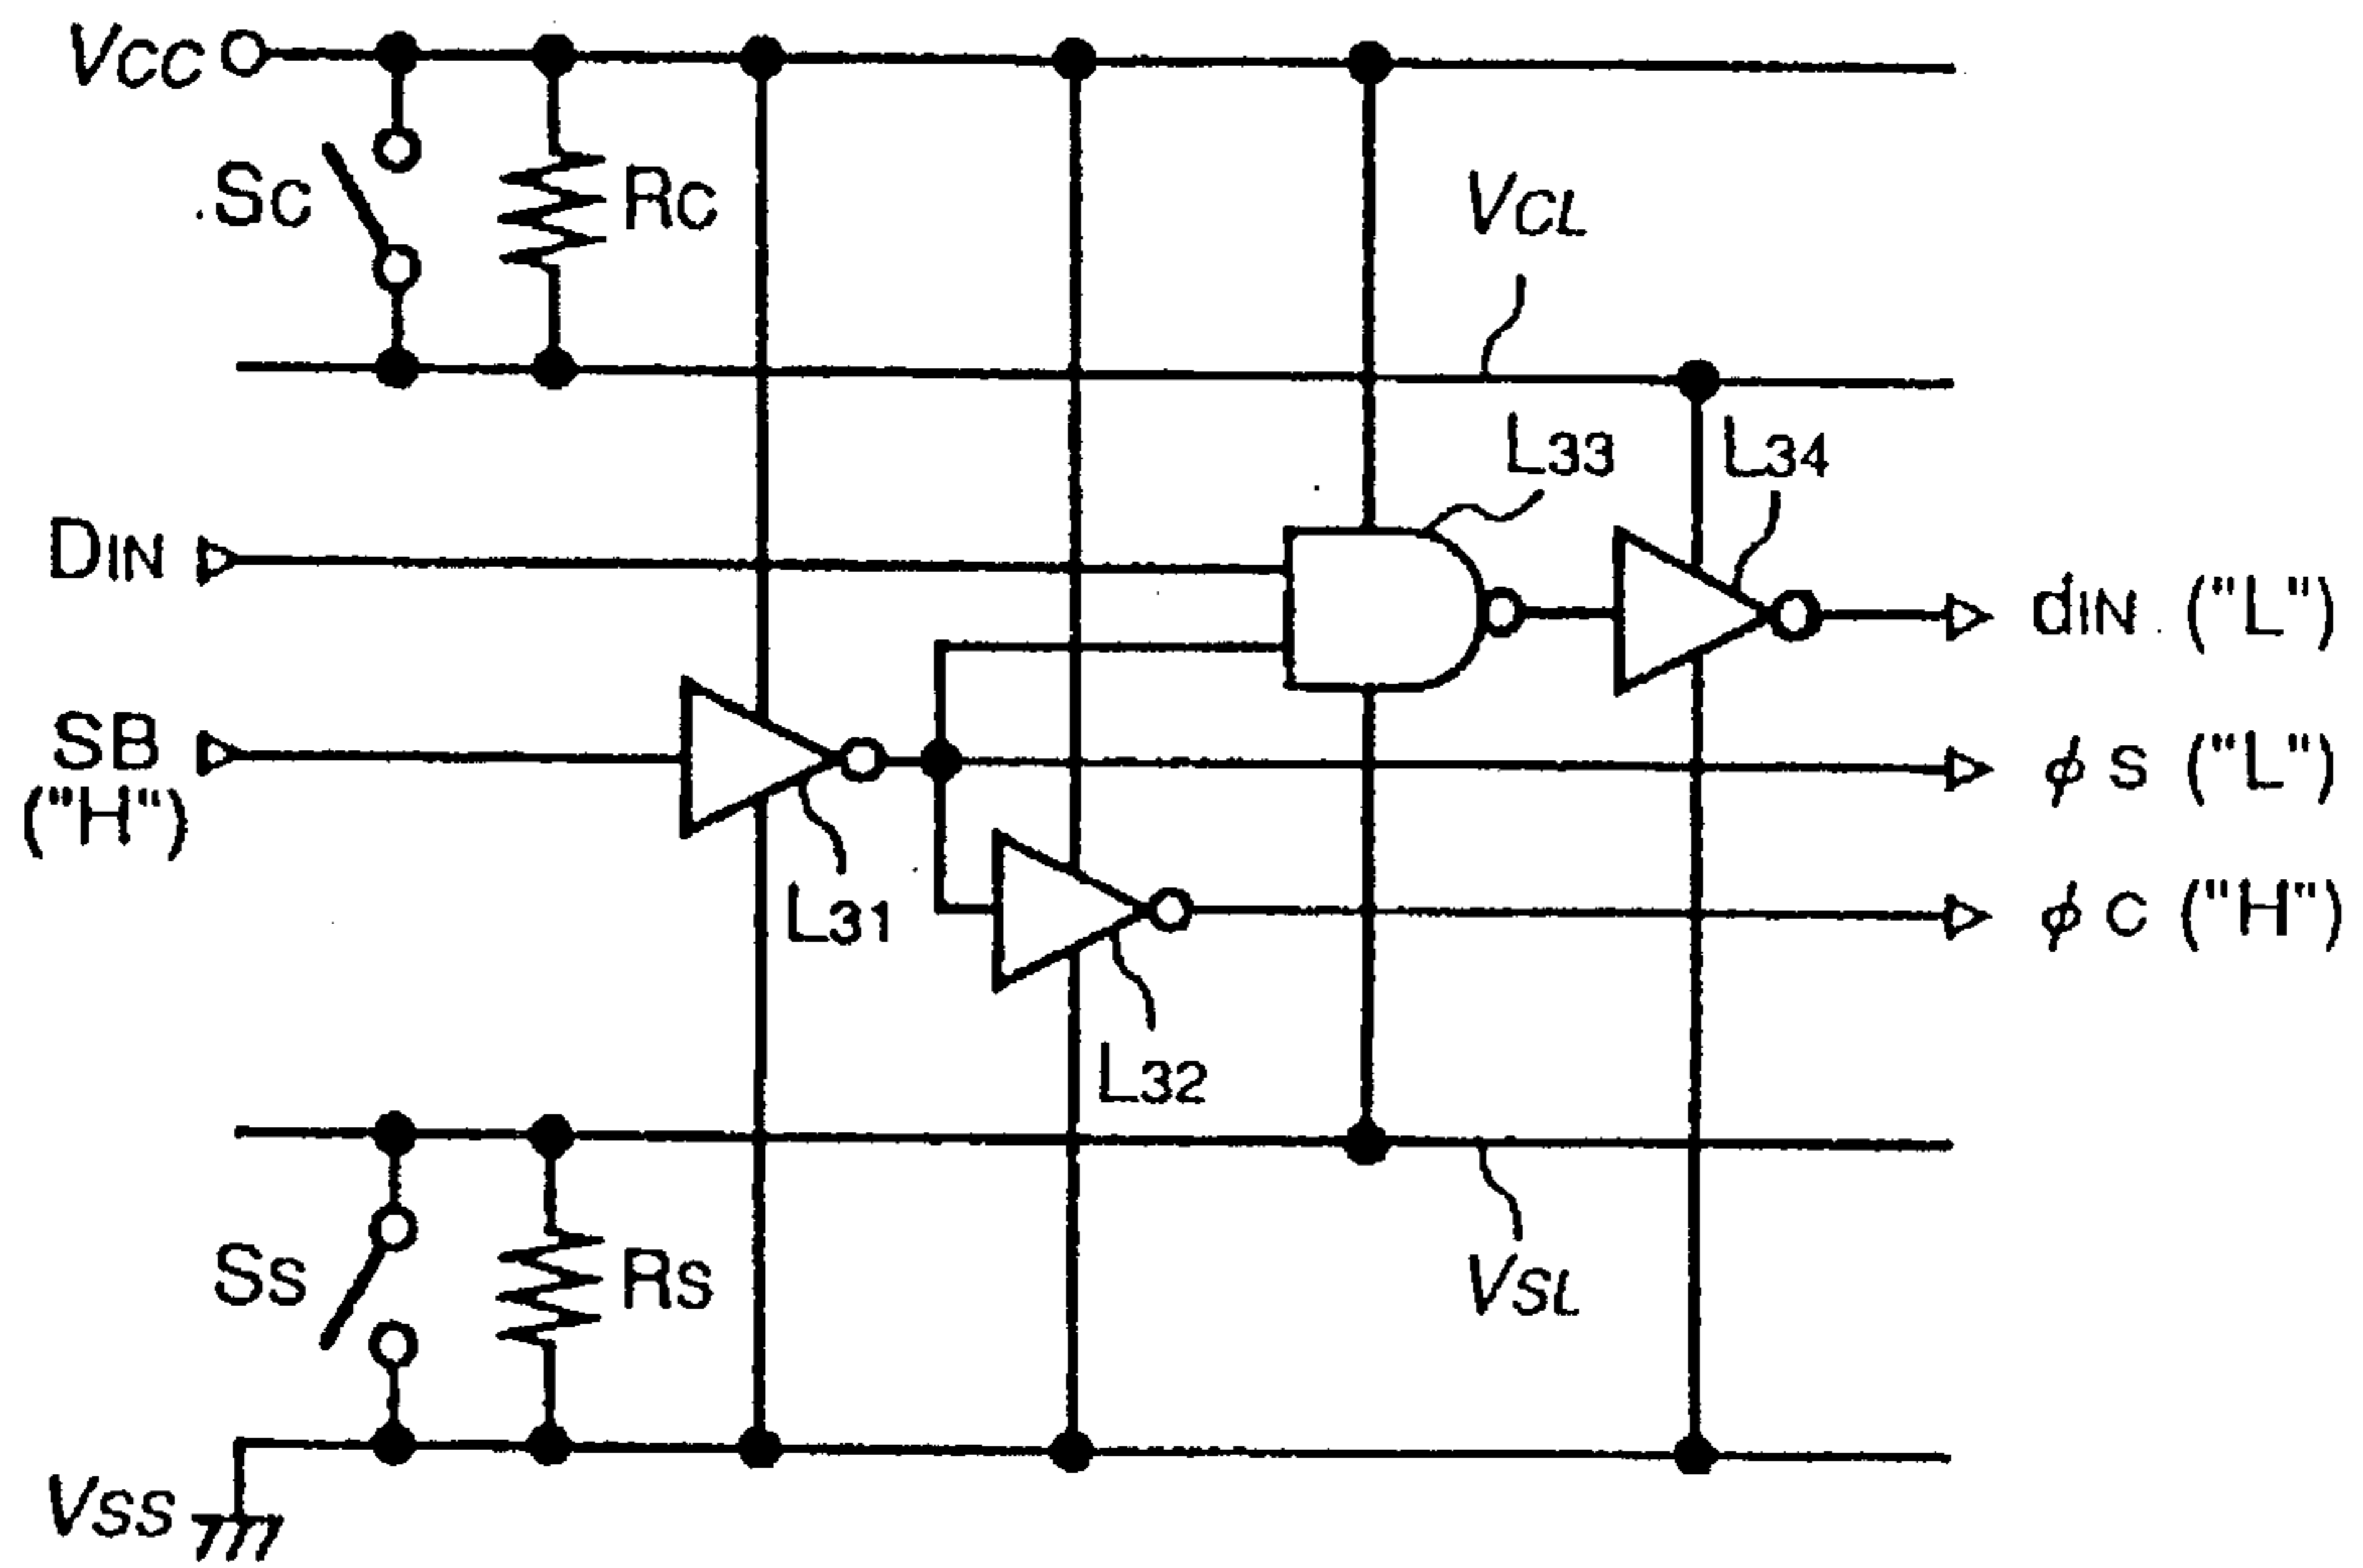 VCC
SC
RC
VCL
L33
L34
DIN
dIN. ("L")
SB
("H")
ϕ S ("L")
L31
ϕ C ("H")
L32
SS
RS
VSL
VSS